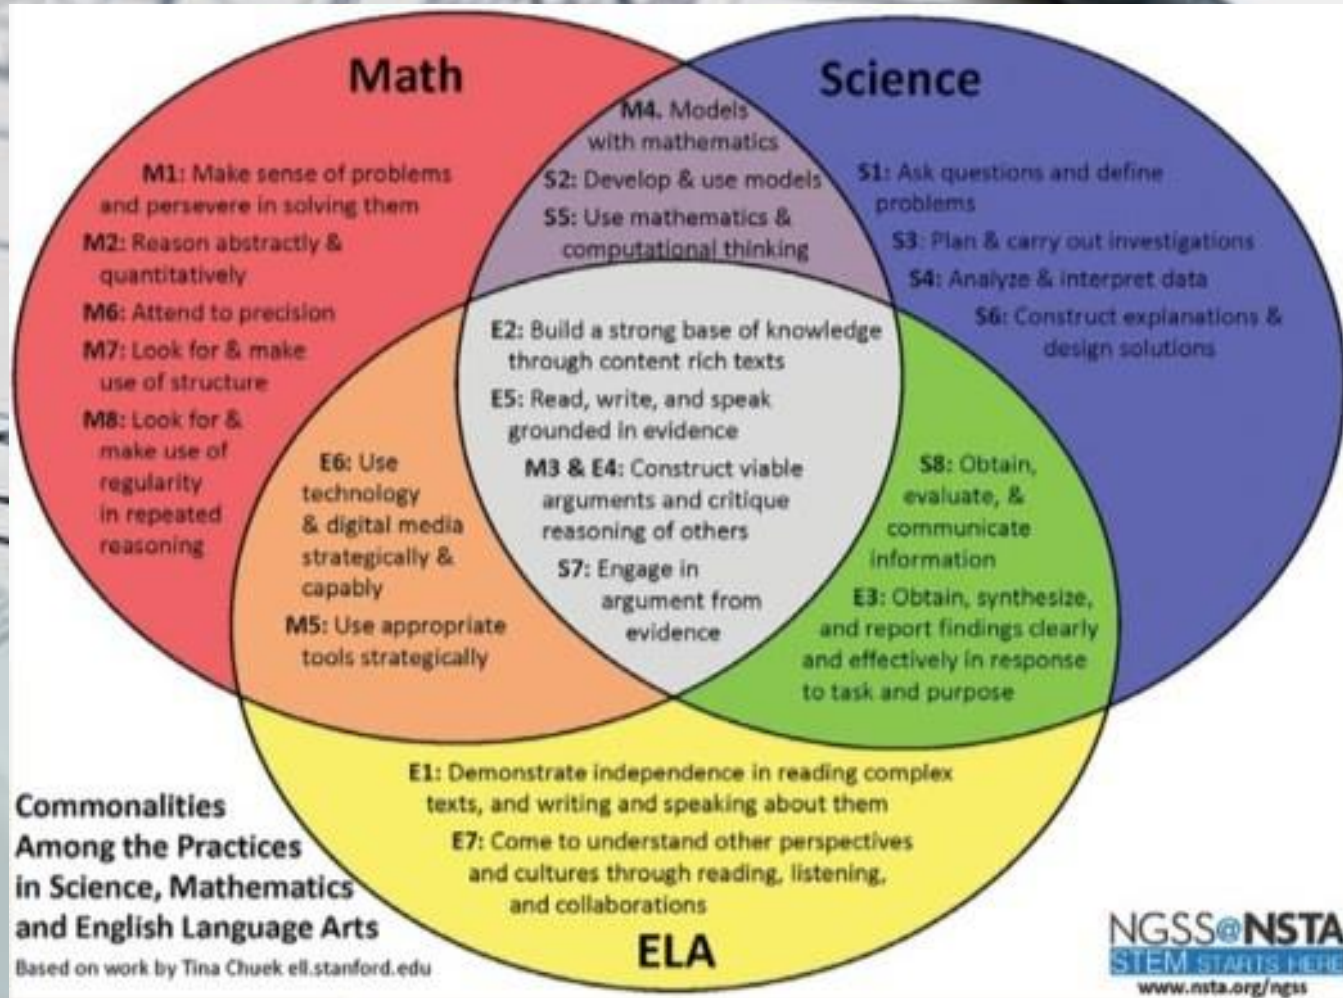 Math
Science
M4. Models
with mathematics
S2: Develop & use models
S5: Use mathematics &
computational thinking
M1: Make sense of problems
and persevere in solving them
M2: Reason abstractly &
quantitatively
M6: Attend to precision
M7: Look for & make
use of structure
M8: Look for &
make use of
regularity
in repeated
reasoning
S1: Ask questions and define
problems
S3: Plan & carry out investigations
S4: Analyze & interpret data
S6: Construct explanations &
design solutions
E2: Build a strong base of knowledge
through content rich texts
E5: Read, write, and speak
grounded in evidence
M3 & E4: Construct viable
arguments and critique
reasoning of others
S7: Engage in
argument from
evidence
E6: Use
technology
& digital media
strategically &
capably
M5: Use appropriate
tools strategically
S8: Obtain,
evaluate, &
communicate
information
E3: Obtain, synthesize,
and report findings clearly
and effectively in response
to task and purpose
E1: Demonstrate independence in reading complex
texts, and writing and speaking about them
E7: Come to understand other perspectives
and cultures through reading, listening,
and collaborations
ELA
Commonalities
Among the Practices
in Science, Mathematics
and English Language Arts
Based on work by Tina Chuek ell.stanford.edu
NGSS@NSTA
STEM STARTS HERE
www.nsta.org/ngss